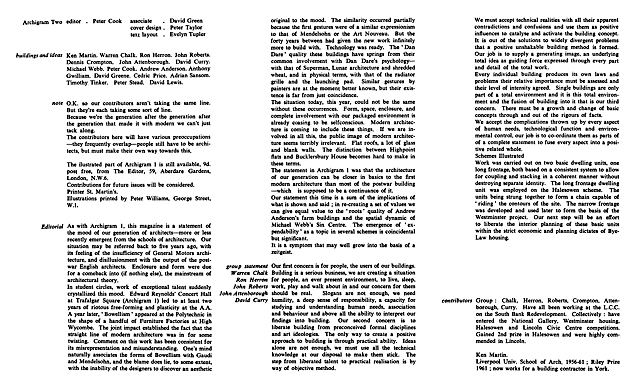 Archigram Two editor . Peter Cook associate . David Green
cover design . Peter Taylor
text layout . Evelyn Tupler
buildings and ideas Ken Martin. Warren Chalk. Ron Herron. John Roberts.
Dennis Crompton, John Attenborough. David Curry.
Michael Webb. Peter Cook. Andrew Anderson. Anthony
Gwilliam. David Greene. Cedric Price. Adrian Sansom.
Timothy Tinker. Peter Stead. David Lewis.
note O.K. so our contributors aren't taking the same line.
But they're each taking some sort of line.
Because we're the generation after the generation after
the generation that made it with modern we can't just
tack along.
The contributors here will have various preoccupations
—they frequently overlap—people still have to be archi-
tects, but must make their own way towards this.
The ilustrated part of Archigram 1 is still available, 9d.
post free, from The Editor, 59, Aberdare Gardens,
London, N.W.6.
Contributions for future issues will be considered.
Printer St. Martin's.
Illustrations printed by Peter Williams, George Street,
W.1.
Editorial As with Archigram 1, this magazine is a statement of
the mood of our generation of architects—more or less
recently emerged from the schools of architecture. Our
situation may be referred back to five years ago, with
its feeling of the insufficiency of General Motors archi-
tecture, and disillusionment with the output of the post-
war English architects. Enclosure and form were due
for a comeback into (if nothing else), the mainstream of
architectural theory.
In student circles, work of exceptional talent suddenly
crystallized this mood. Edward Reynolds' Concert Hall
at Trafalgar Square (Archigram 1) led to at least two
years of riotous free-forming and plasticity at the A.A.
A year later, "Bowellism" appeared at the Polytechnic in
the shape of a handful of Furniture Factories at High
Wycombe. The joint impact established the fact that the
straight line of modern architecture was in for some
twisting. Comment on this work has been consistent for
its misrepresentation and misunderstanding. One's mind
naturally associates the forms of Bowellism with Gaudi
and Mendelsohn, and the blame does lie, to some extent,
with the inability of the designers to discover an aesthetic
original to the mood. The similarity occurred partially
because the first gestures were of a similar expressionism
to that of Mendelsohn or the Art Nouveau. But the
forty years between had given the new work infinitely
more to build with. Technology was ready. The "Dan
Dare" quality these buildings have springs from their
common involvement with Dan Dare's psychology—
with that of Superman, Lunar architecture and shredded
wheat, and in physical terms, with that of the radiator
grille and the launching pad. Similar gestures by
painters are at the moment better known, but their exis-
tence is far from coincidence.
The situation today, this year, could not be the same
without these occurrences. Form, space, enclosure, and
complete involvement with our packaged environment is
already coming to selfconsciousness. Modern architec-
ture is coming to include these things. If we are in-
volved in all this, the public image of modern architec-
ture seems terribly irrelevant. Flat roofs, a lot of glass
and blank walls. The distinction between Highpoint
flats and Bucklersbury House becomes hard to make in
these terms.
The statement in Archigram 1 was that the architecture
of our generation can be closer in basics to the first
modern architecture than most of the postwar building
—which is supposed to be a continuance of it.
Our statement this time is a sum of the implications of
what is shown and said; in re-creating a set of values we
can give equal value to the "roots" quality of Andrew
Anderson's farm buildings and the spatial dynamic of
Michael Webb's Sin Centre. The emergence of 'ex-
pendability' as a topic in several schemes is coincidental
but significant.
It is a symptom that may well grow into the basis of a
zeitgeist.
group statement Our first concern is for people, the users of our buildings.
Warren Chalk Building is a serious business, we are creating a situation
Ron Herron for people, an ever present environment, to live, sleep,
John Roberts work, play and walk about in and our concern for them
John Attenborough should be real. Slogans are not enough, we need
David Curry humility, a deep sense of responsibility, a capacity for
studying and understanding human needs, association
and behaviour and above all the ability to interpret our
findings into building. Our second concern is to
liberate building from preconceived formal disciplines
and art ideologies. The only way to create a positive
approach to building is through practical ability. Ideas
alone are not enough, we must use all the technical
knowledge at our disposal to make them stick. The
step from liberated talent to practical realisation is by
way of objective method.
We must accept technical realities with all their apparent
contradictions and confusions and use them as positive
influences to catalyse and activate the building concept.
It is out of the solutions to widely divergent problems
that a positive unshakable building method is formed.
Our job is to supply a generating image, an underlying
total idea as guiding force expressed through every part
and detail of the total work.
Every individual building produces its own laws and
problems their relative importance must be assessed and
their level of intensity agreed. Single buildings are only
part of a total environment and it is this total environ-
ment and the fusion of building into it that is our third
concern. There must be a growth and change of basic
concepts through and out of the rigours of facts.
We accept the complications thrown up by every aspect
of human needs, technological function and environ-
mental control, our job is to co-ordinate them as parts of
of a complete statement to fuse every aspect into a posi-
tive related whole.
Schemes Illustrated
Work was carried out on two basic dwelling units, one
long frontage, both based on a consistent system to allow
for coupling and stacking in a coherent manner without
destroying separate identity. The long frontage dwelling
unit was employed on the Halesowen scheme. The
units being strung together to form a chain capable of
'riding' the contours of the site. The narrow frontage
was developed and used later to form the basis of the
Westminster project. Our next step will be an effort to
liberate the interior planning of these basic units
within the strict economic and planning dictates of Bye-
Law housing.
contributors Group: Chalk, Herron, Roberts, Crompton, Atten-
borough, Curry. Have all been working at the L.C.C.
on the South Bank Redevelopment. Collectively: have
entered the National Gallery, Westminster housing,
Halesowen and Lincoln Civic Centre competitions.
Gained 2nd prize in Halesowen and were highly com-
mended in Lincoln.
Ken Martin.
Liverpool Univ. School of Arch. 1956-61; Riley Prize
1961; now works for a building contractor in York.